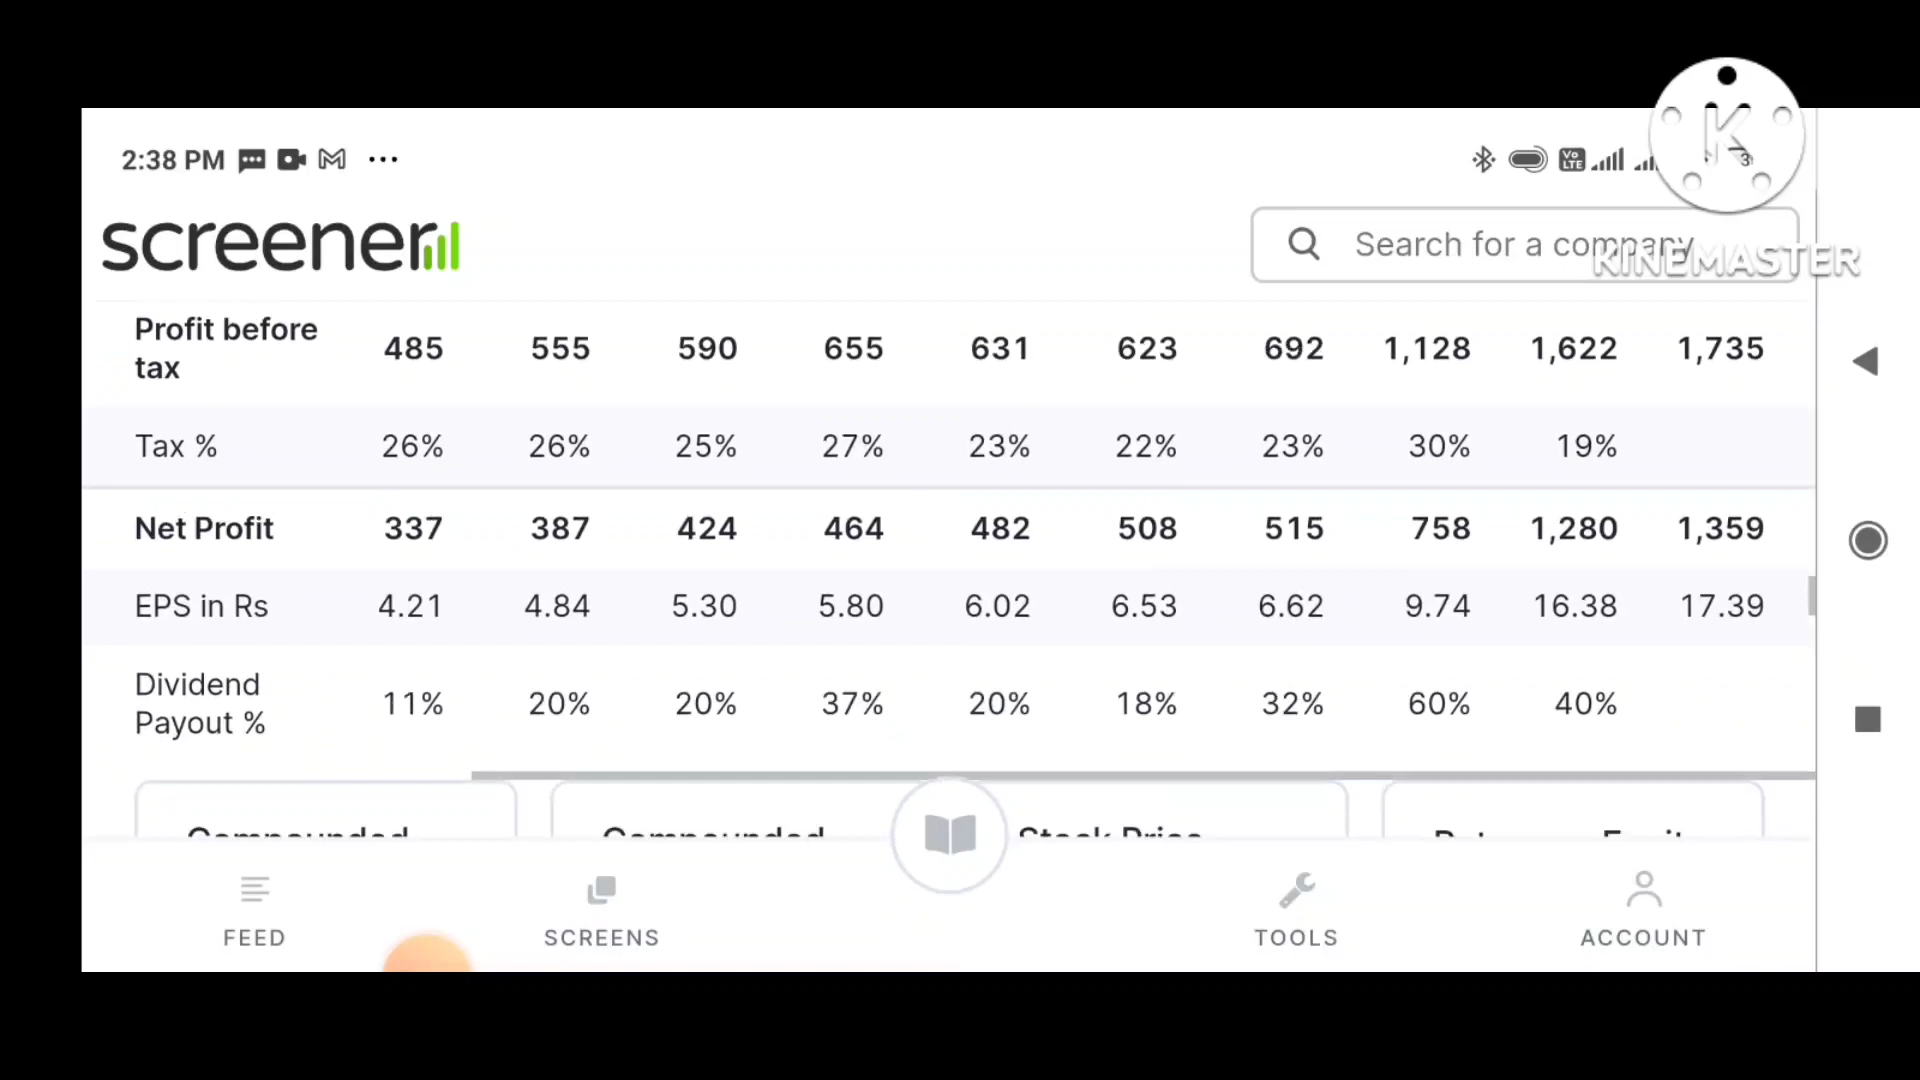 2:38 PM
screener
Search for a company
KINEMASTER
Profit before tax 485 555 590 655 631 623 692 1,128 1,622 1,735
Tax % 26% 26% 25% 27% 23% 22% 23% 30% 19%
Net Profit 337 387 424 464 482 508 515 758 1,280 1,359
EPS in Rs 4.21 4.84 5.30 5.80 6.02 6.53 6.62 9.74 16.38 17.39
Dividend Payout % 11% 20% 20% 37% 20% 18% 32% 60% 40%
Compounded Compounded Stock Price
FEED SCREENS TOOLS ACCOUNT